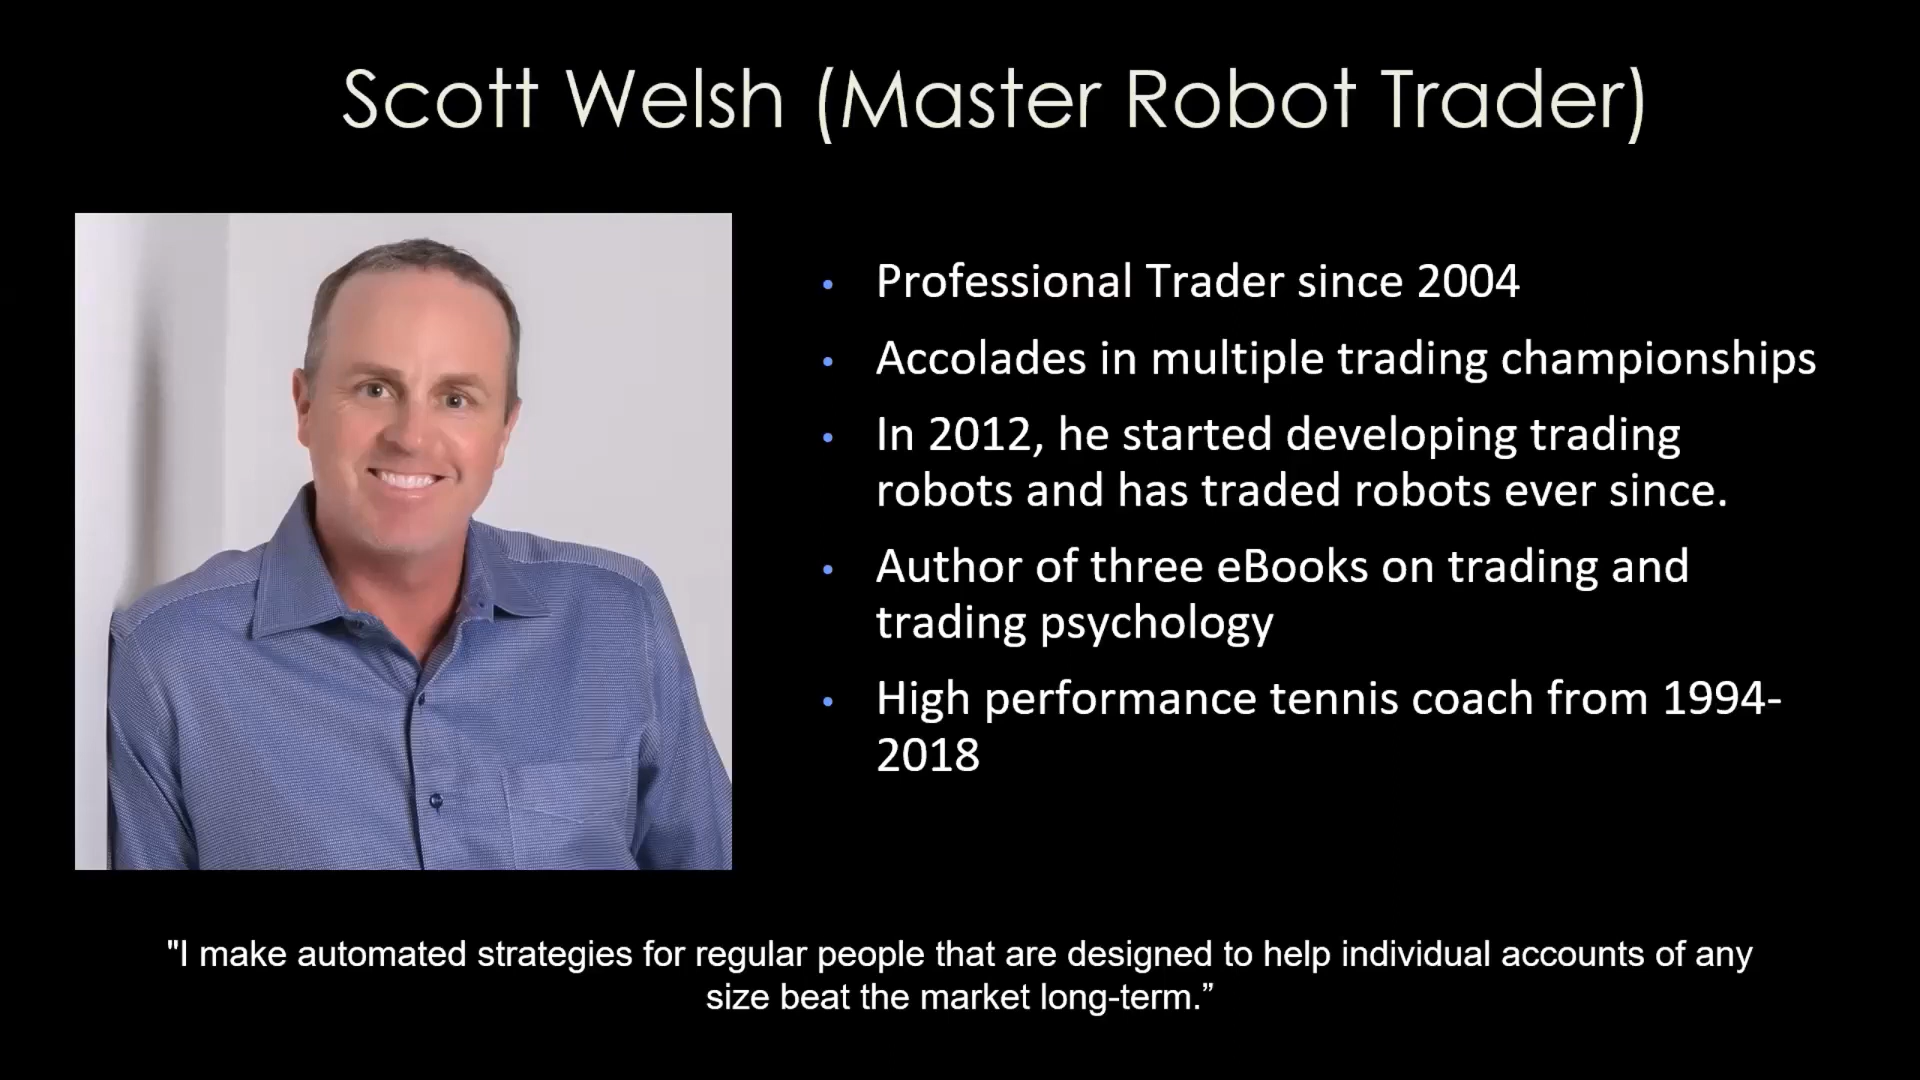 Scott Welsh (Master Robot Trader)
• Professional Trader since 2004
• Accolades in multiple trading championships
• In 2012, he started developing trading
robots and has traded robots ever since.
• Author of three eBooks on trading and
trading psychology
• High performance tennis coach from 1994-
2018
"I make automated strategies for regular people that are designed to help individual accounts of any
size beat the market long-term.”